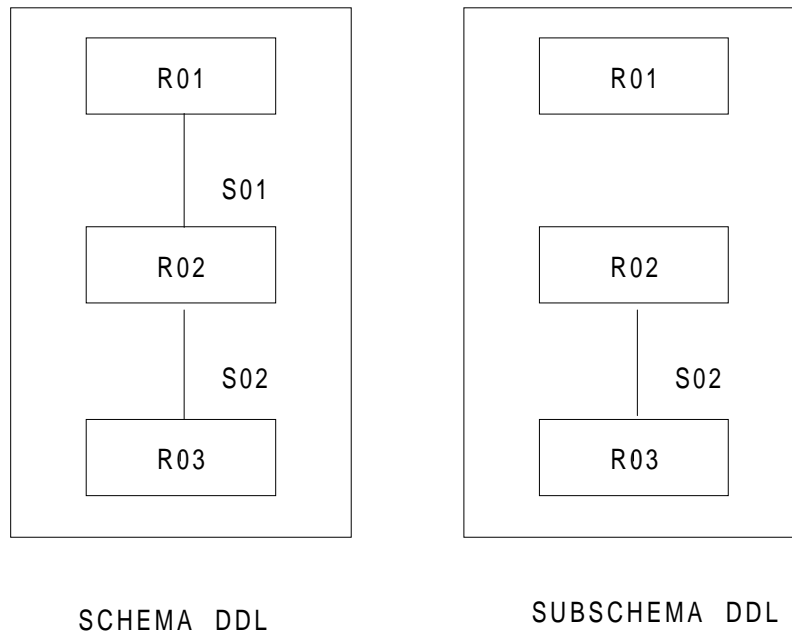 R01
S01
R02
S02
R03
SCHEMA DDL
R01
R02
S02
R03
SUBSCHEMA DDL